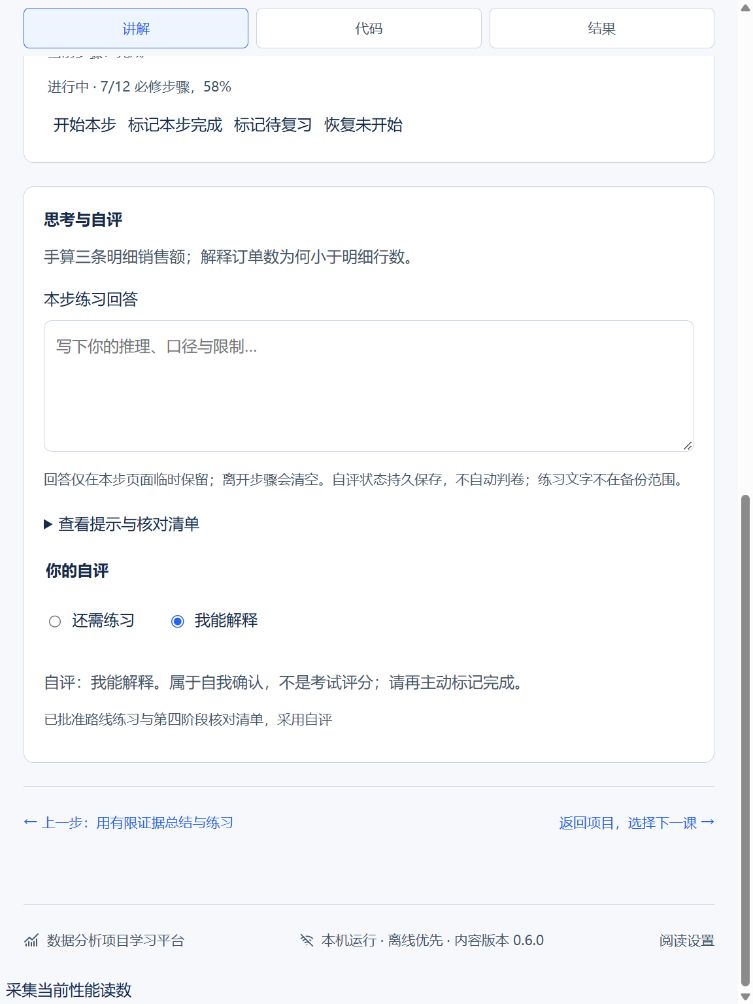 讲解
代码
结果
进行中 · 7/12 必修步骤，58%
开始本步 标记本步完成 标记待复习 恢复未开始
思考与自评
手算三条明细销售额；解释订单数为何小于明细行数。
本步练习回答
写下你的推理、口径与限制...
回答仅在本步页面临时保留；离开步骤会清空。自评状态持久保存，不自动判卷；练习文字不在备份范围。
▶ 查看提示与核对清单
你的自评
还需练习 我能解释
自评：我能解释。属于自我确认，不是考试评分；请再主动标记完成。
已批准路线练习与第四阶段核对清单，采用自评
← 上一步：用有限证据总结与练习
返回项目，选择下一课 →
数据分析项目学习平台
本机运行 · 离线优先 · 内容版本 0.6.0
阅读设置
采集当前性能读数